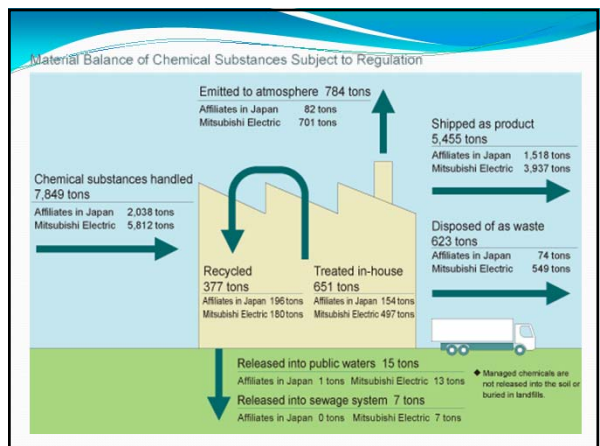 Material Balance of Chemical Substances Subject to Regulation
Emitted to atmosphere 784 tons
Affiliates in Japan 82 tons
Mitsubishi Electric 701 tons
Shipped as product
5,455 tons
Affiliates in Japan 1,518 tons
Mitsubishi Electric 3,937 tons
Chemical substances handled
7,849 tons
Affiliates in Japan 2,038 tons
Mitsubishi Electric 5,812 tons
Disposed of as waste
623 tons
Affiliates in Japan 74 tons
Mitsubishi Electric 549 tons
Recycled
377 tons
Affiliates in Japan 196 tons
Mitsubishi Electric 180 tons
Treated in-house
651 tons
Affiliates in Japan 154 tons
Mitsubishi Electric 497 tons
Released into public waters 15 tons
Affiliates in Japan 1 tons Mitsubishi Electric 13 tons
Released into sewage system 7 tons
Affiliates in Japan 0 tons Mitsubishi Electric 7 tons
◆ Managed chemicals are
not released into the soil or
buried in landfills.